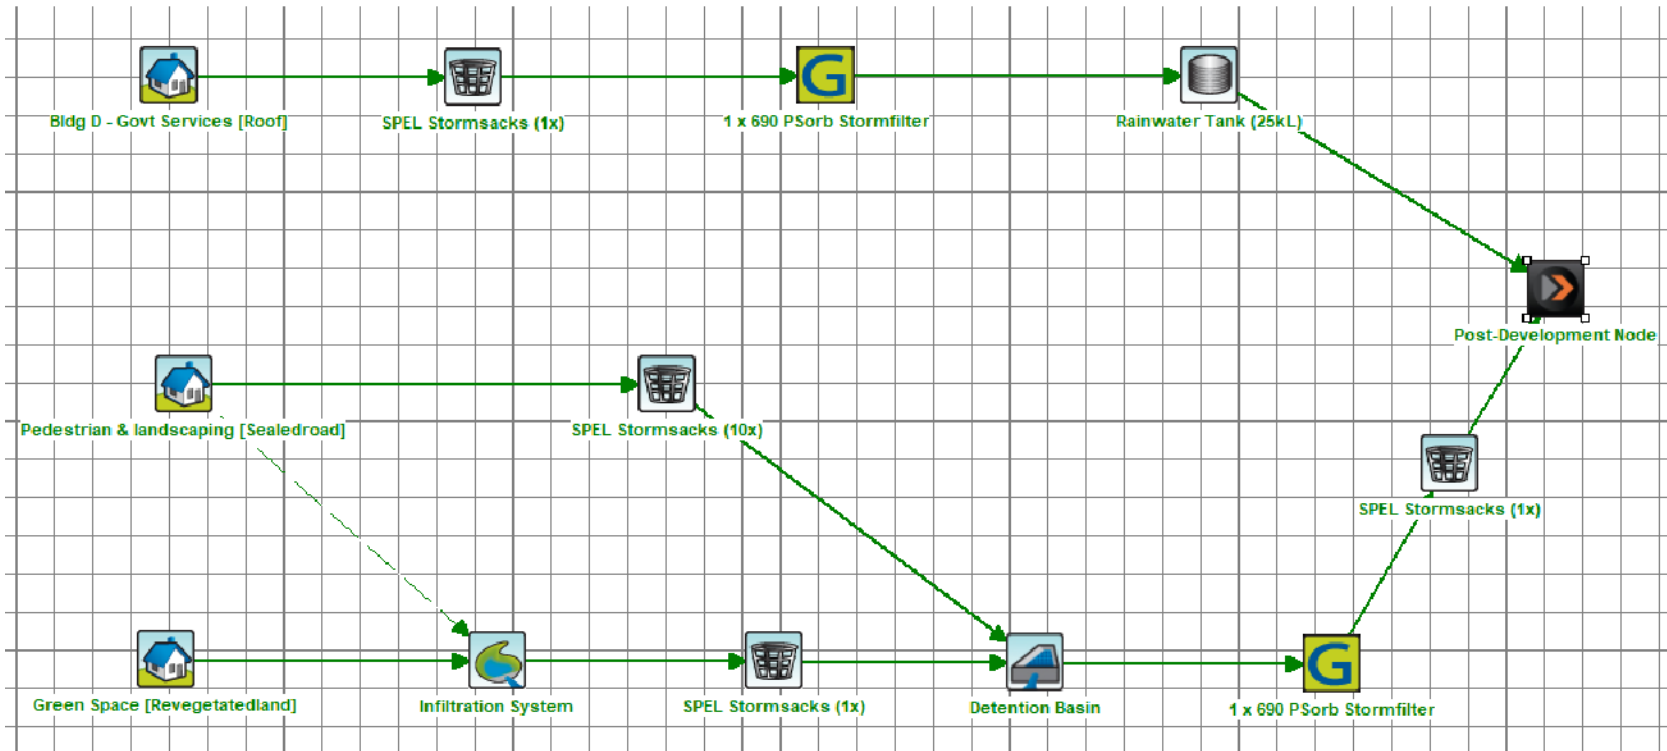 Bldg D - Govt Services [Roof]
SPEL Stormsacks (1x)
G
1 x 690 PSorb Stormfilter
Rainwater Tank (25kL)
Post-Development Node
Pedestrian & landscaping [Sealedroad]
SPEL Stormsacks (10x)
SPEL Stormsacks (1x)
Green Space [Revegetatedland]
Infiltration System
SPEL Stormsacks (1x)
Detention Basin
G
1 x 690 PSorb Stormfilter